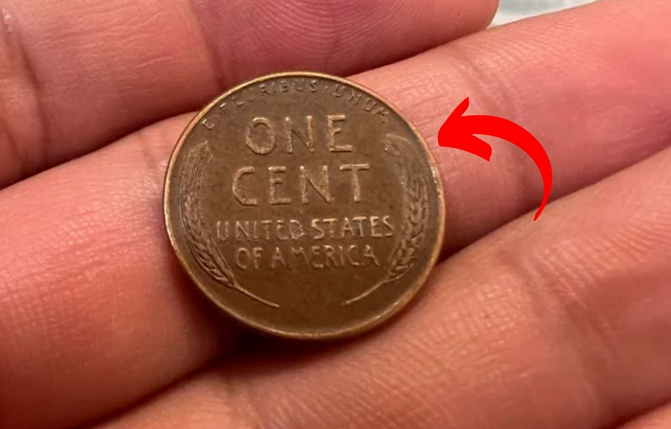 E·PLURIBUS·UNUM
ONE
CENT
UNITED STATES
OF AMERICA